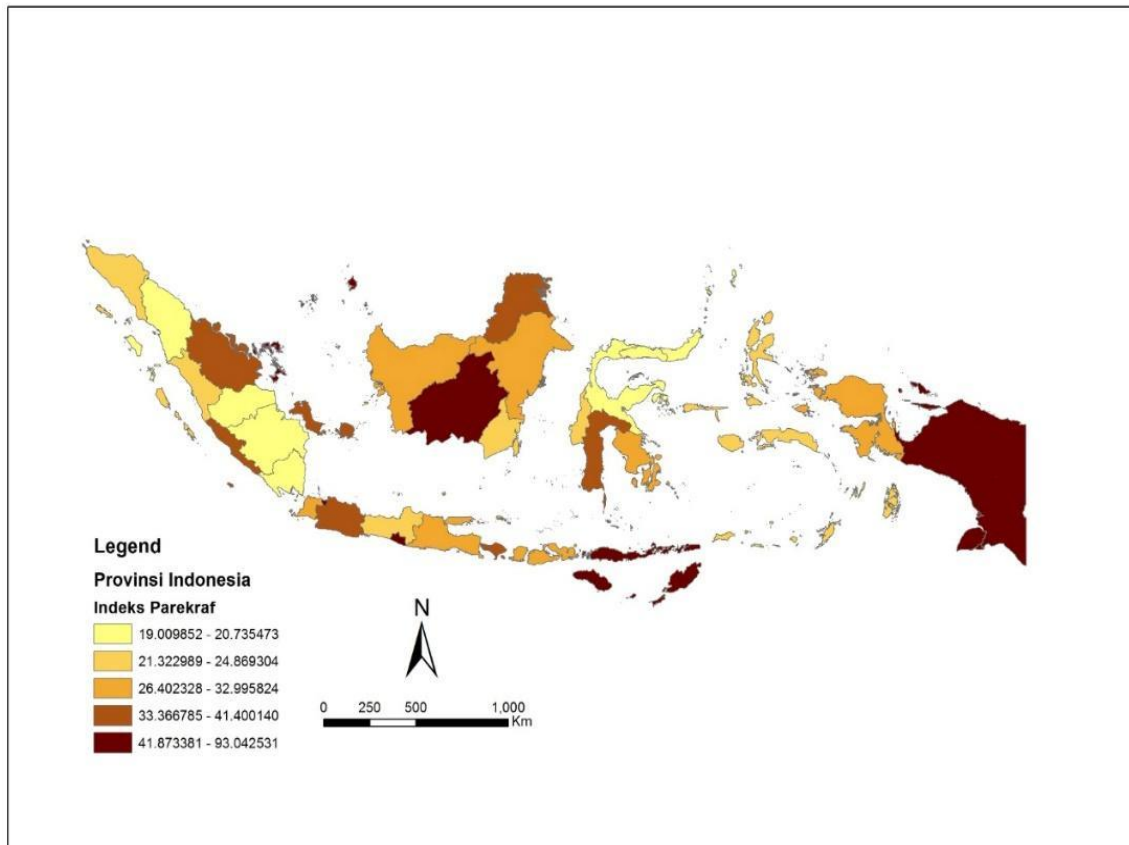 Legend
Provinsi Indonesia
Indeks Parekraf
19.009852 - 20.735473
21.322989 - 24.869304
26.402328 - 32.995824
33.366785 - 41.400140
41.873381 - 93.042531
N
0 250 500 1,000
Km